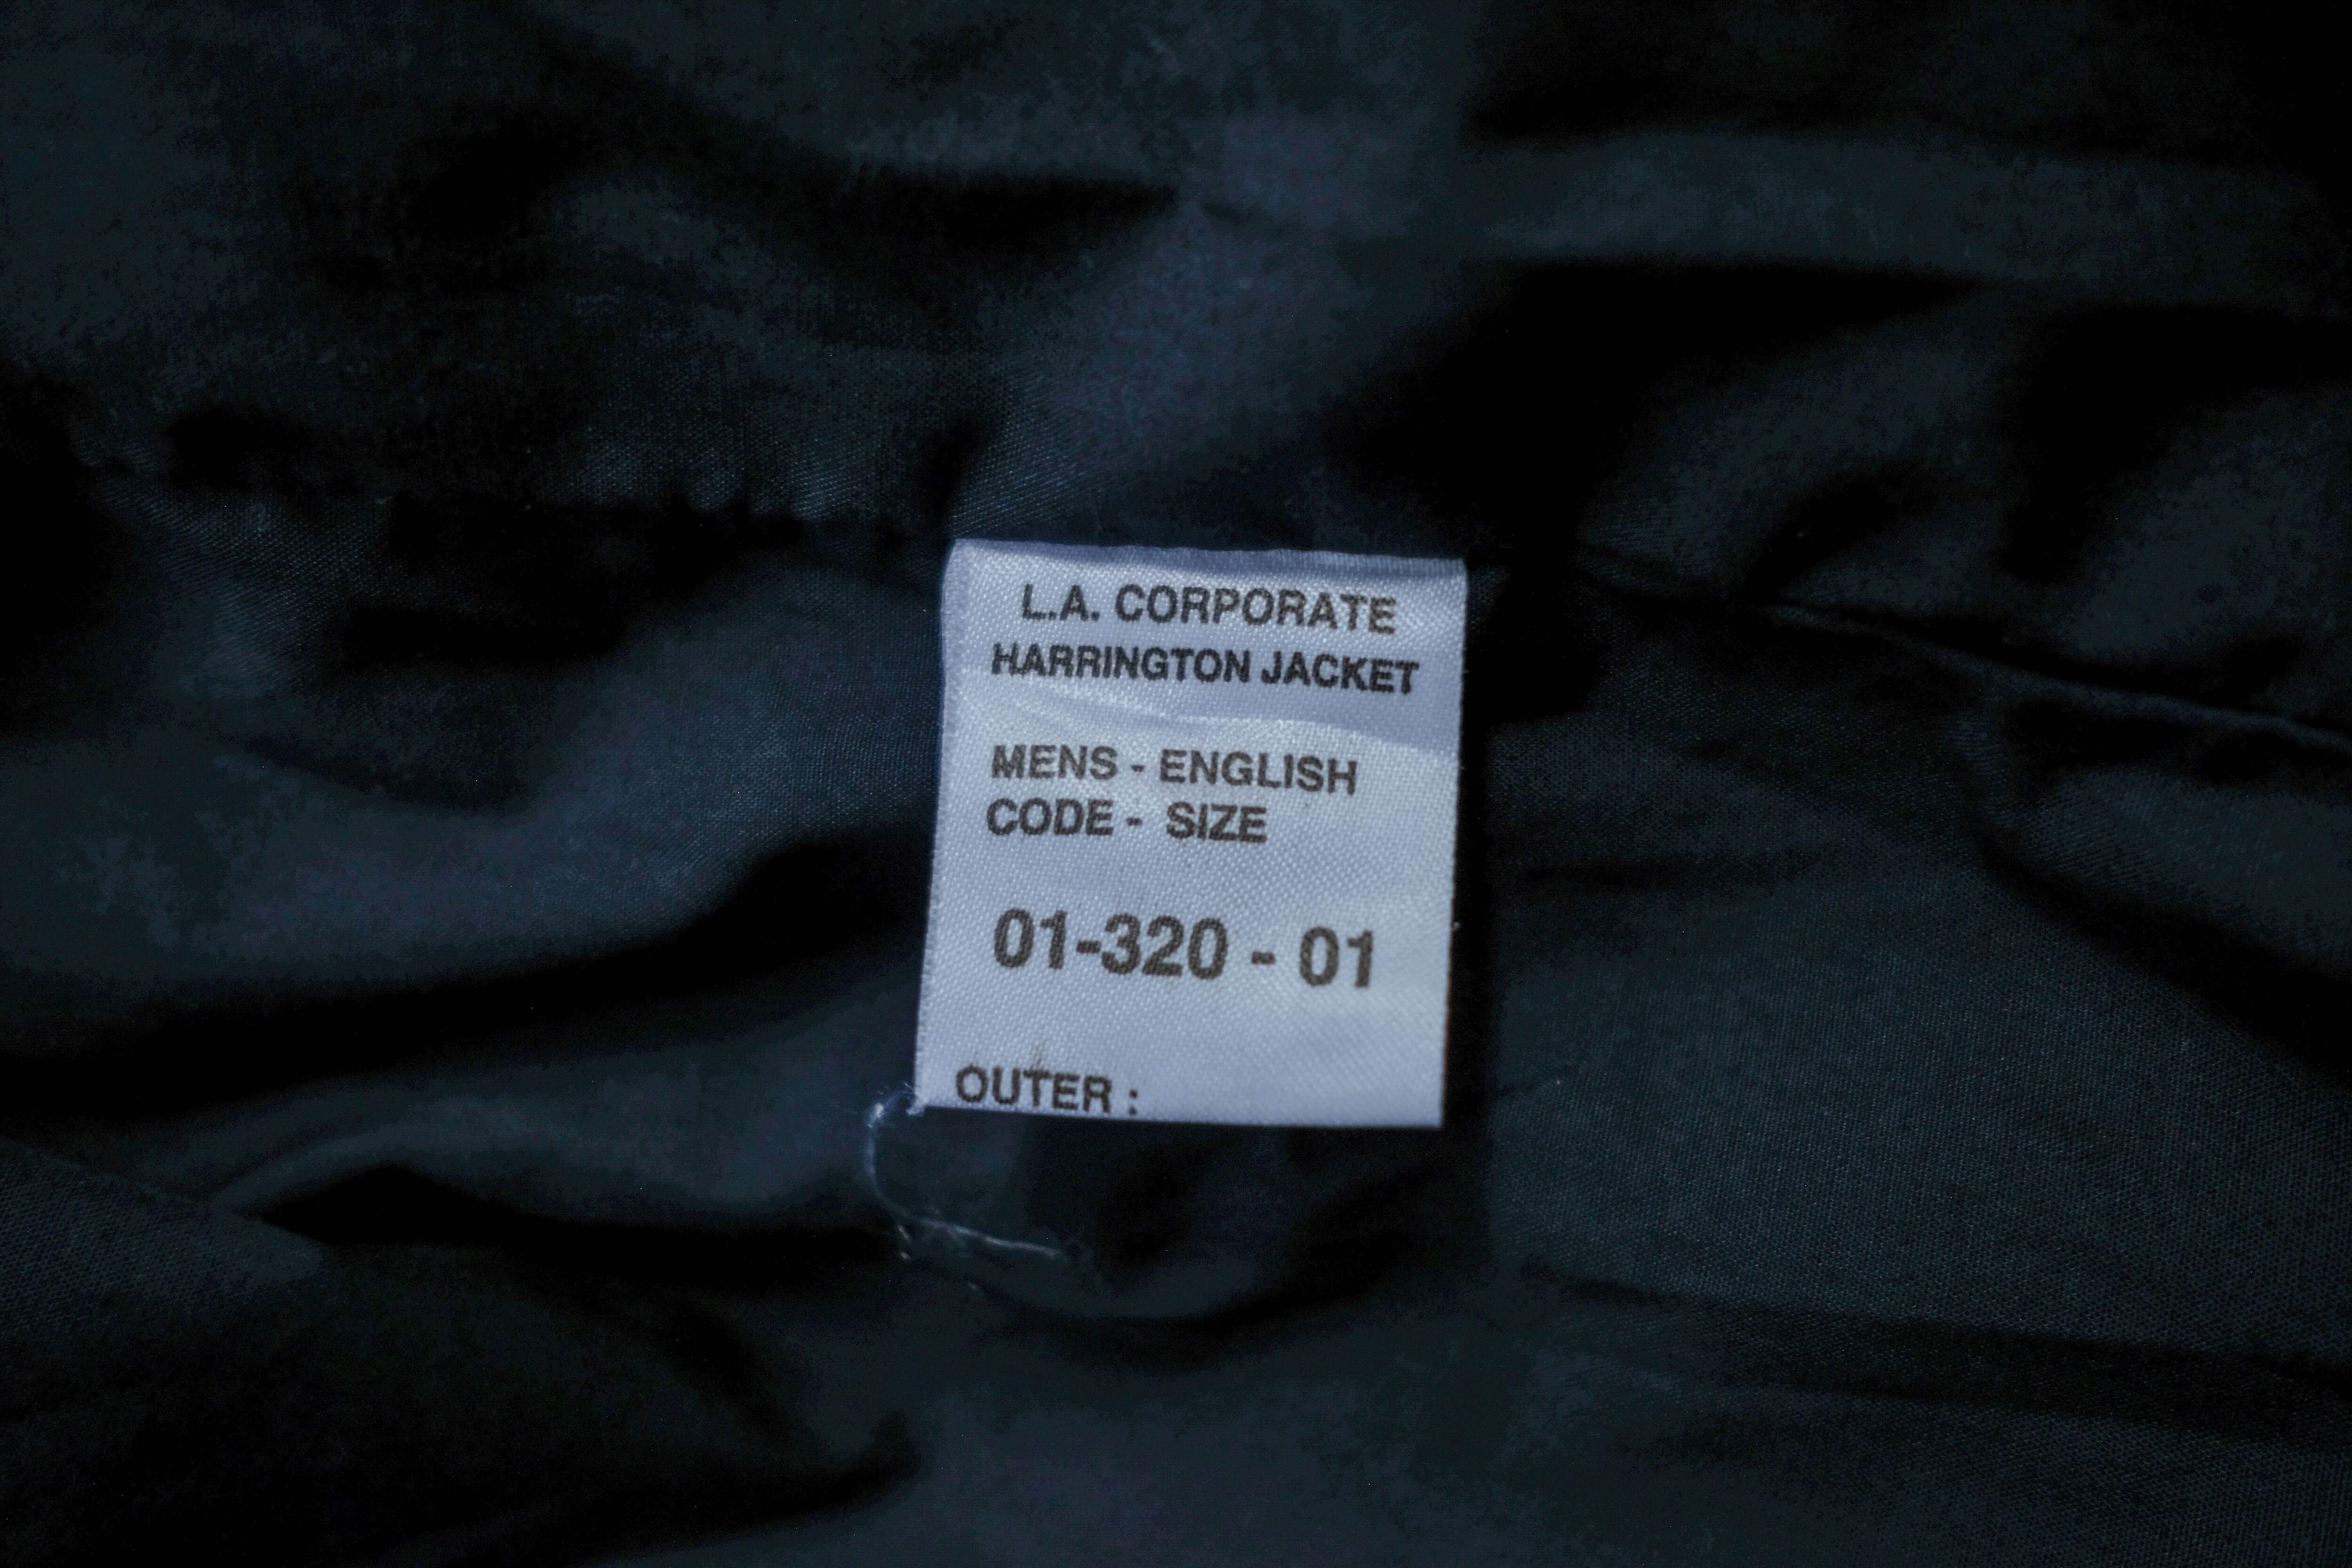 L.A. CORPORATE
HARRINGTON JACKET
MENS - ENGLISH
CODE - SIZE
01-320 - 01
OUTER :